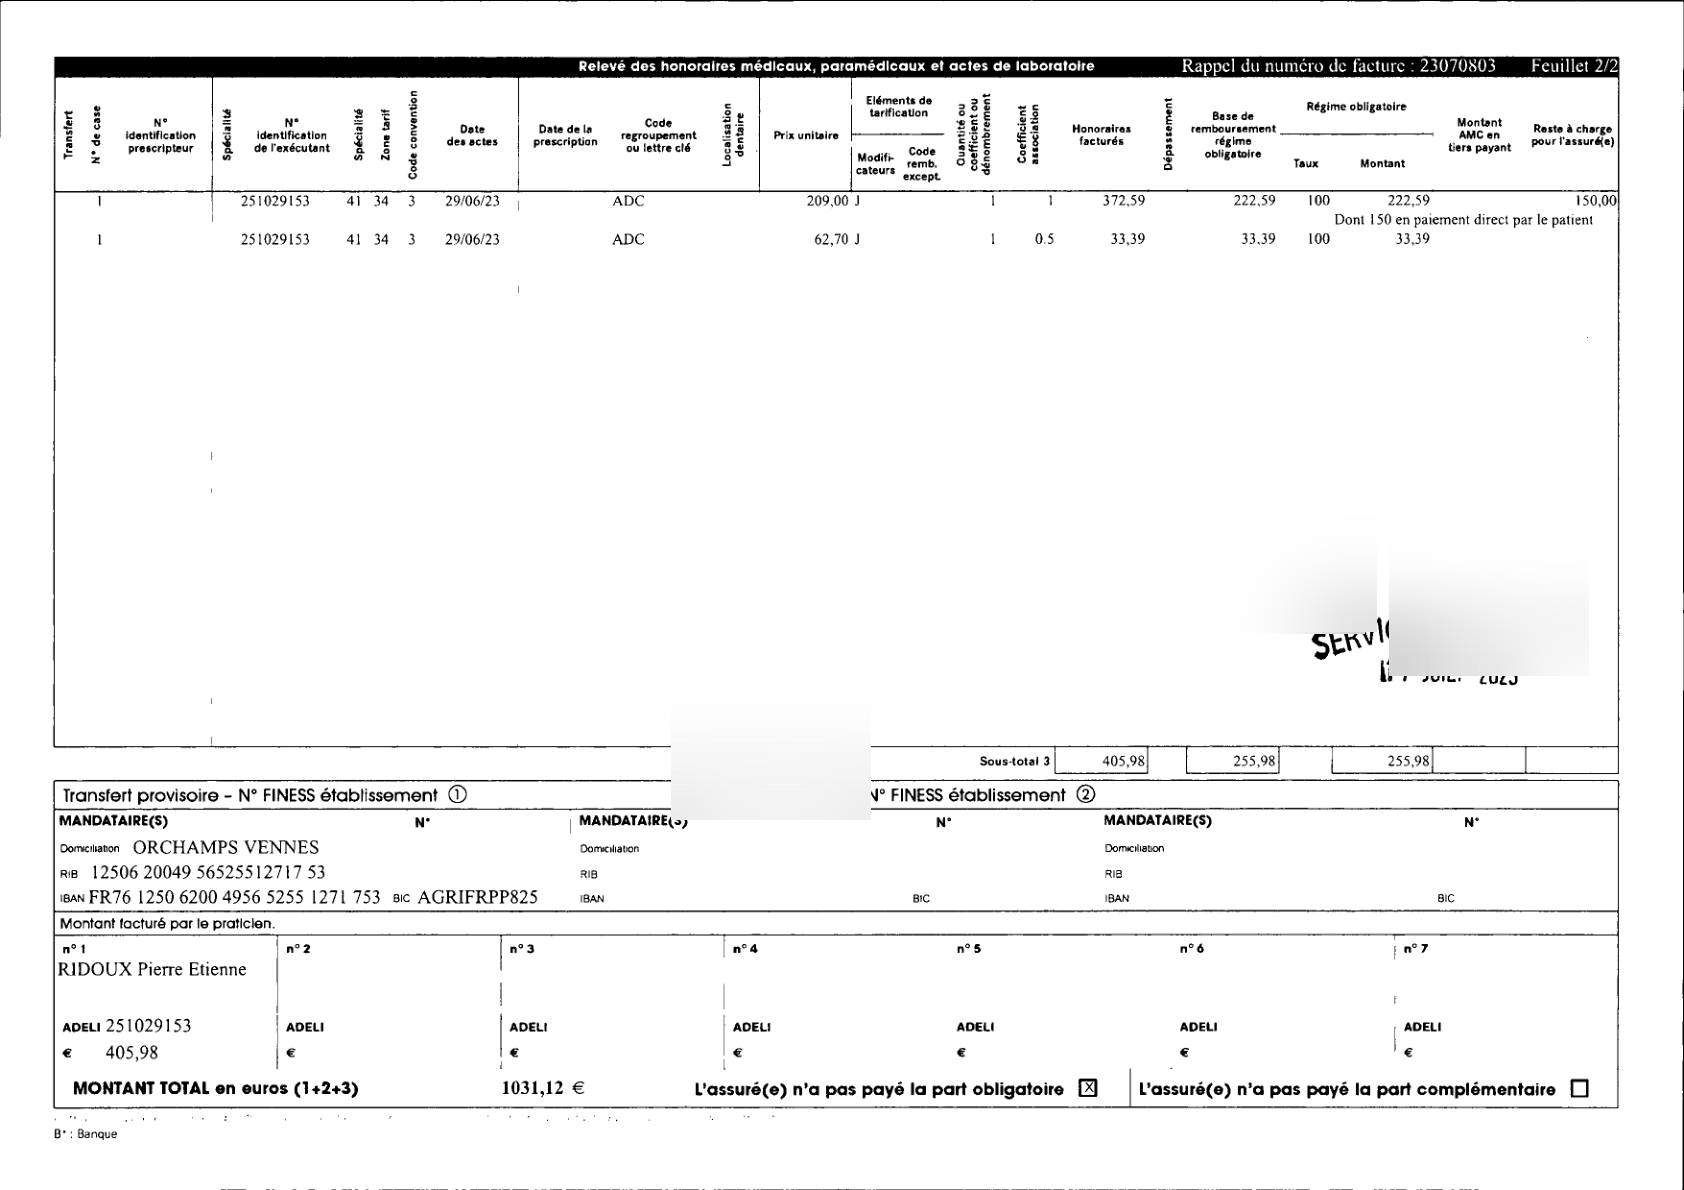 Relevé des honoraires médicaux, paramédicaux et actes de laboratoire Rappel du numéro de facture : 23070803 Feuillet 2/2
Transfert N° de case N° identification prescripteur Spécialité N° identification de l'exécutant Spécialité Zone tarif Code convention Date des actes Date de la prescription Code regroupement ou lettre clé Localisation dentaire Prix unitaire Eléments de tarification Modifi-cateurs Code remb. except. Quantité ou coefficient ou dénombrement Coefficient association Honoraires facturés Dépassement Base de remboursement régime obligatoire Régime obligatoire Taux Montant Montant AMC en tiers payant Reste à charge pour l'assuré(e)
1 251029153 41 34 3 29/06/23 ADC 209,00 J 1 1 372,59 222.59 100 222,59 150,00
Dont 150 en paiement direct par le patient
1 251029153 41 34 3 29/06/23 ADC 62,70 J 1 0.5 33,39 33.39 100 33,39
2023
Sous-total 3 405,98 255,98 255,98
Transfert provisoire - N° FINESS établissement ① N° FINESS établissement ②
MANDATAIRE(S) N° MANDATAIRE(S) N° MANDATAIRE(S) N°
Domiciliation ORCHAMPS VENNES Domiciliation Domiciliation
RIB 12506 20049 56525512717 53 RIB RIB
IBAN FR76 1250 6200 4956 5255 1271 753 BIC AGRIFRPP825 IBAN BIC IBAN BIC
Montant facturé par le praticien.
n° 1 n° 2 n° 3 n° 4 n° 5 n° 6 n° 7
RIDOUX Pierre Etienne
ADELI 251029153 ADELI ADELI ADELI ADELI ADELI ADELI
€ 405,98 € € € € € €
MONTANT TOTAL en euros (1+2+3) 1031,12 € L'assuré(e) n'a pas payé la part obligatoire X L'assuré(e) n'a pas payé la part complémentaire
B* : Banque